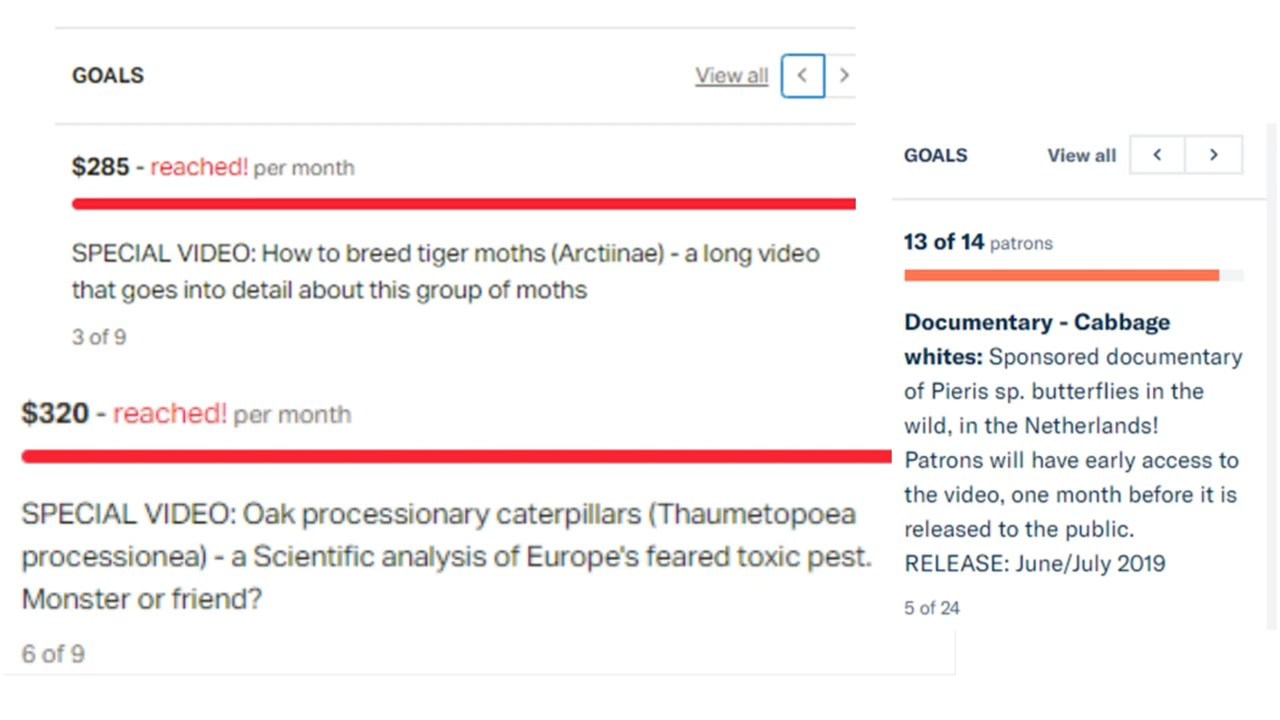 GOALS
View all
$285 - reached! per month
SPECIAL VIDEO: How to breed tiger moths (Arctiinae) - a long video
that goes into detail about this group of moths
3 of 9
$320 - reached! per month
SPECIAL VIDEO: Oak processionary caterpillars (Thaumetopoea
processionea) - a Scientific analysis of Europe's feared toxic pest.
Monster or friend?
6 of 9
GOALS
View all
13 of 14 patrons
Documentary - Cabbage
whites: Sponsored documentary
of Pieris sp. butterflies in the
wild, in the Netherlands!
Patrons will have early access to
the video, one month before it is
released to the public.
RELEASE: June/July 2019
5 of 24